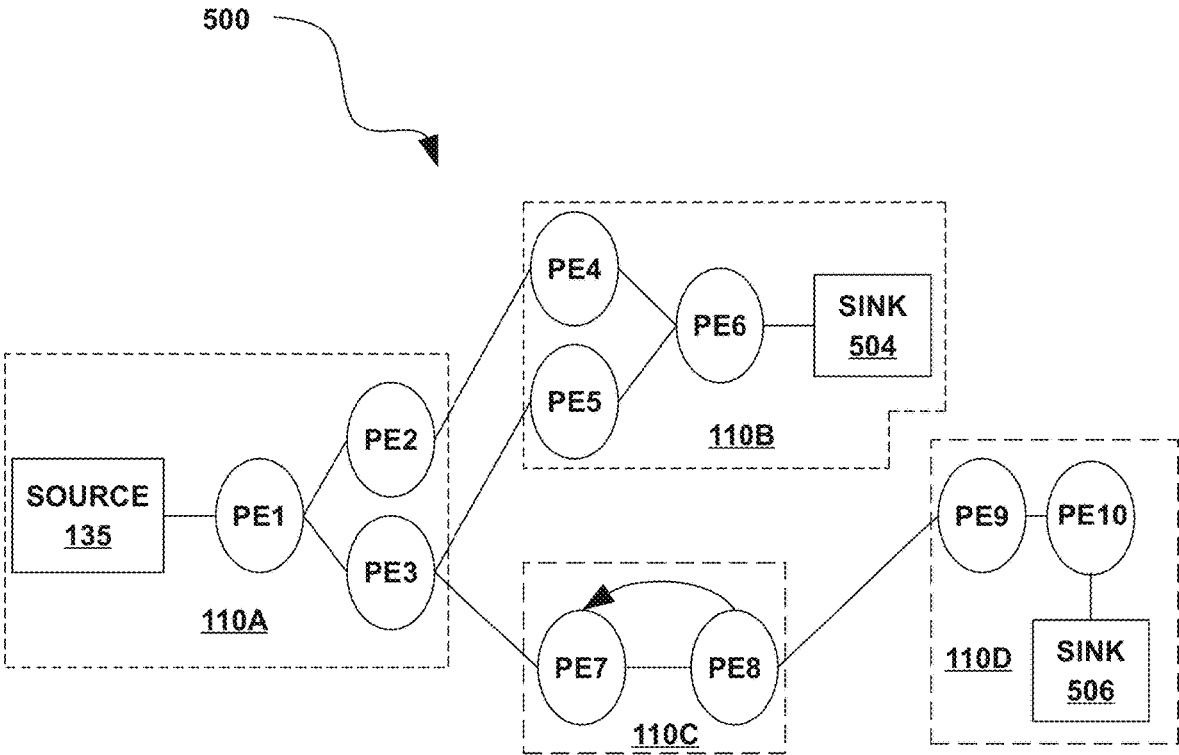 500
PE4
SINK
504
PE6
PE5
110B
PE2
SOURCE
135
PE1
PE3
110A
PE9
PE10
110D
SINK
506
PE7
PE8
110C